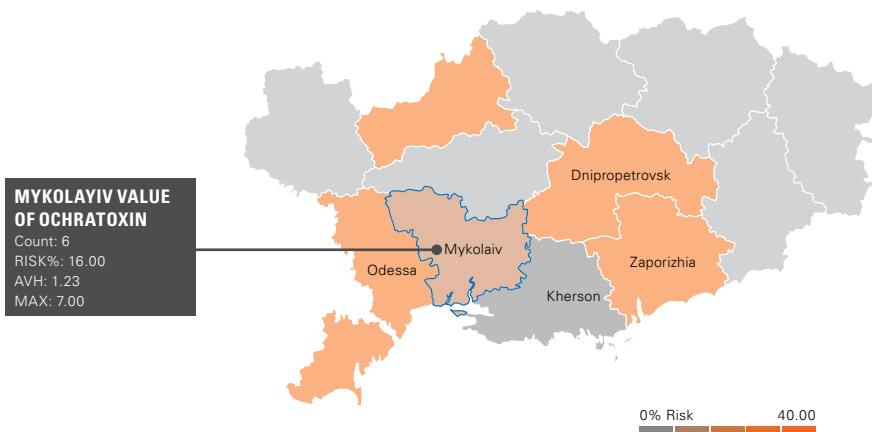 MYKOLAYIV VALUE
OF OCHRATOXIN
Count: 6
RISK%: 16.00
AVH: 1.23
MAX: 7.00
Dnipropetrovsk
Mykolaiv
Odessa
Zaporizhia
Kherson
0% Risk 40.00